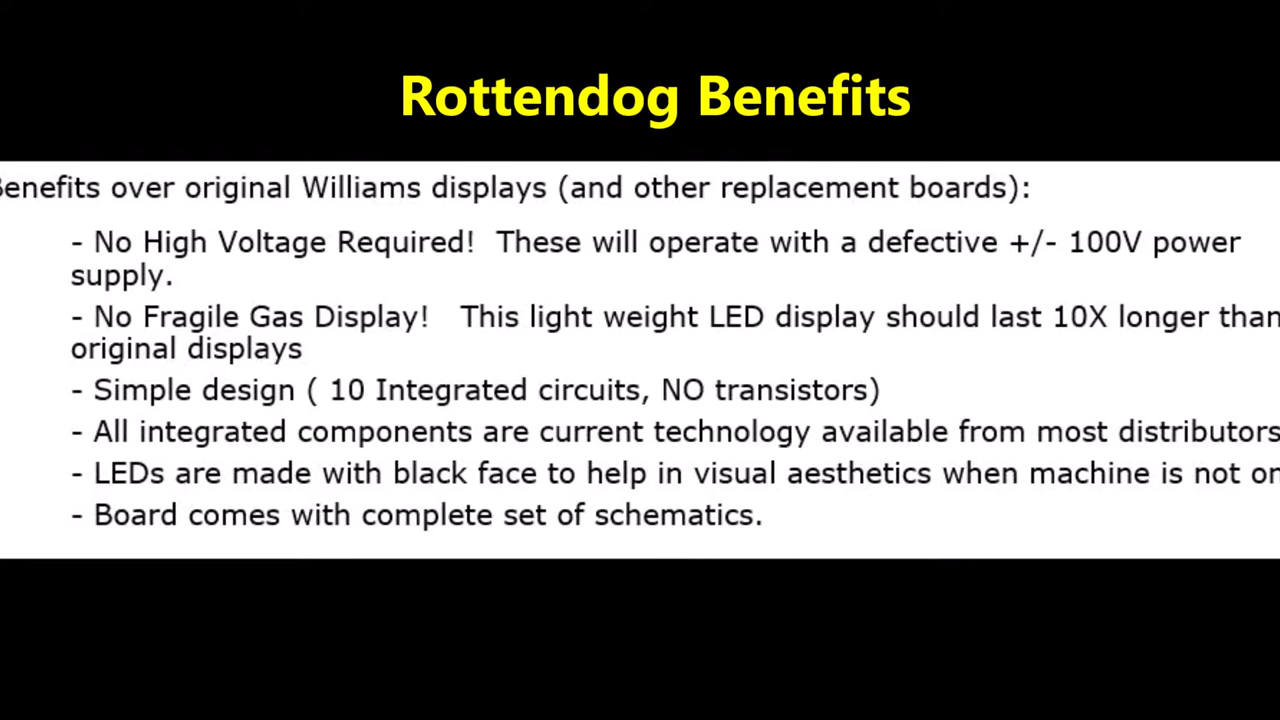 Rottendog Benefits
Benefits over original Williams displays (and other replacement boards):
- No High Voltage Required!  These will operate with a defective +/- 100V power
supply.
- No Fragile Gas Display!   This light weight LED display should last 10X longer than
original displays
- Simple design ( 10 Integrated circuits, NO transistors)
- All integrated components are current technology available from most distributors
- LEDs are made with black face to help in visual aesthetics when machine is not on
- Board comes with complete set of schematics.